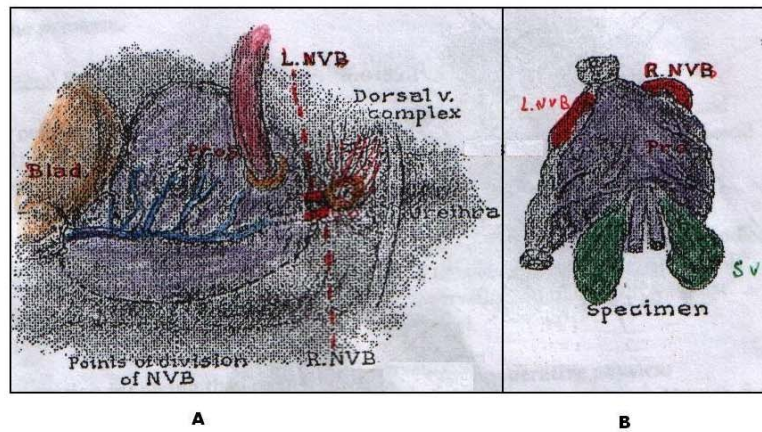 L.NVB
Dorsal v.
complex
Pros
Blad.
Urethra
Points of division
of NVB
R.NVB
A
L.NVB
R.NVB
Pro
SV
Specimen
B